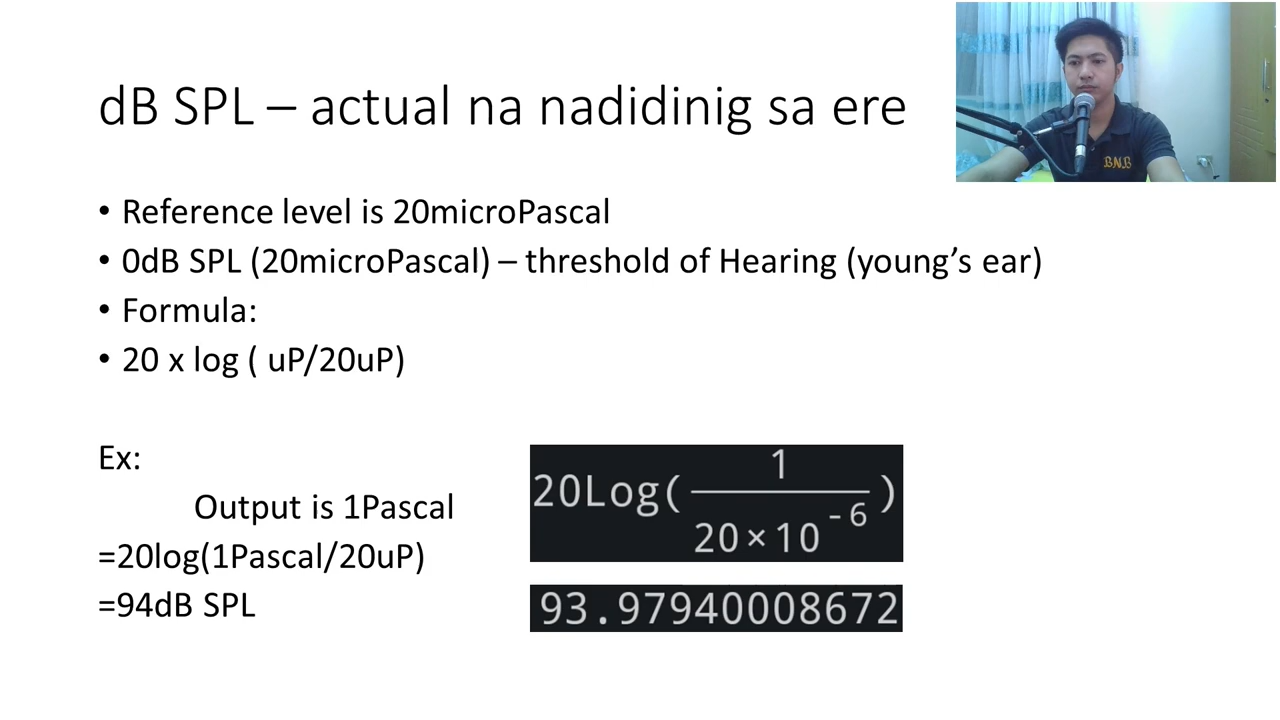 dB SPL – actual na nadidinig sa ere
BNB
• Reference level is 20microPascal
• 0dB SPL (20microPascal) – threshold of Hearing (young’s ear)
• Formula:
• 20 x log ( uP/20uP)
Ex:
Output is 1Pascal
=20log(1Pascal/20uP)
=94dB SPL
20Log(1/20×10^-6)
93.97940008672